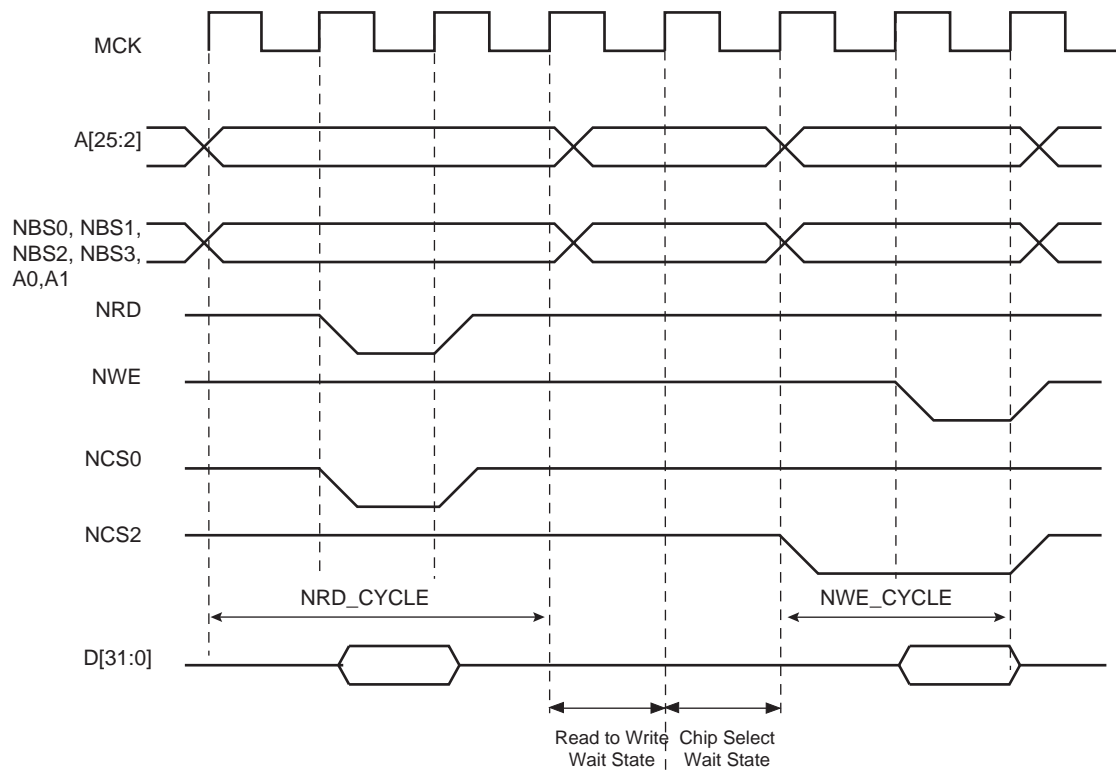 MCK
A[25:2]
NBS0, NBS1,
NBS2, NBS3,
A0,A1
NRD
NWE
NCS0
NCS2
NRD_CYCLE
NWE_CYCLE
D[31:0]
Read to Write
Wait State
Chip Select
Wait State